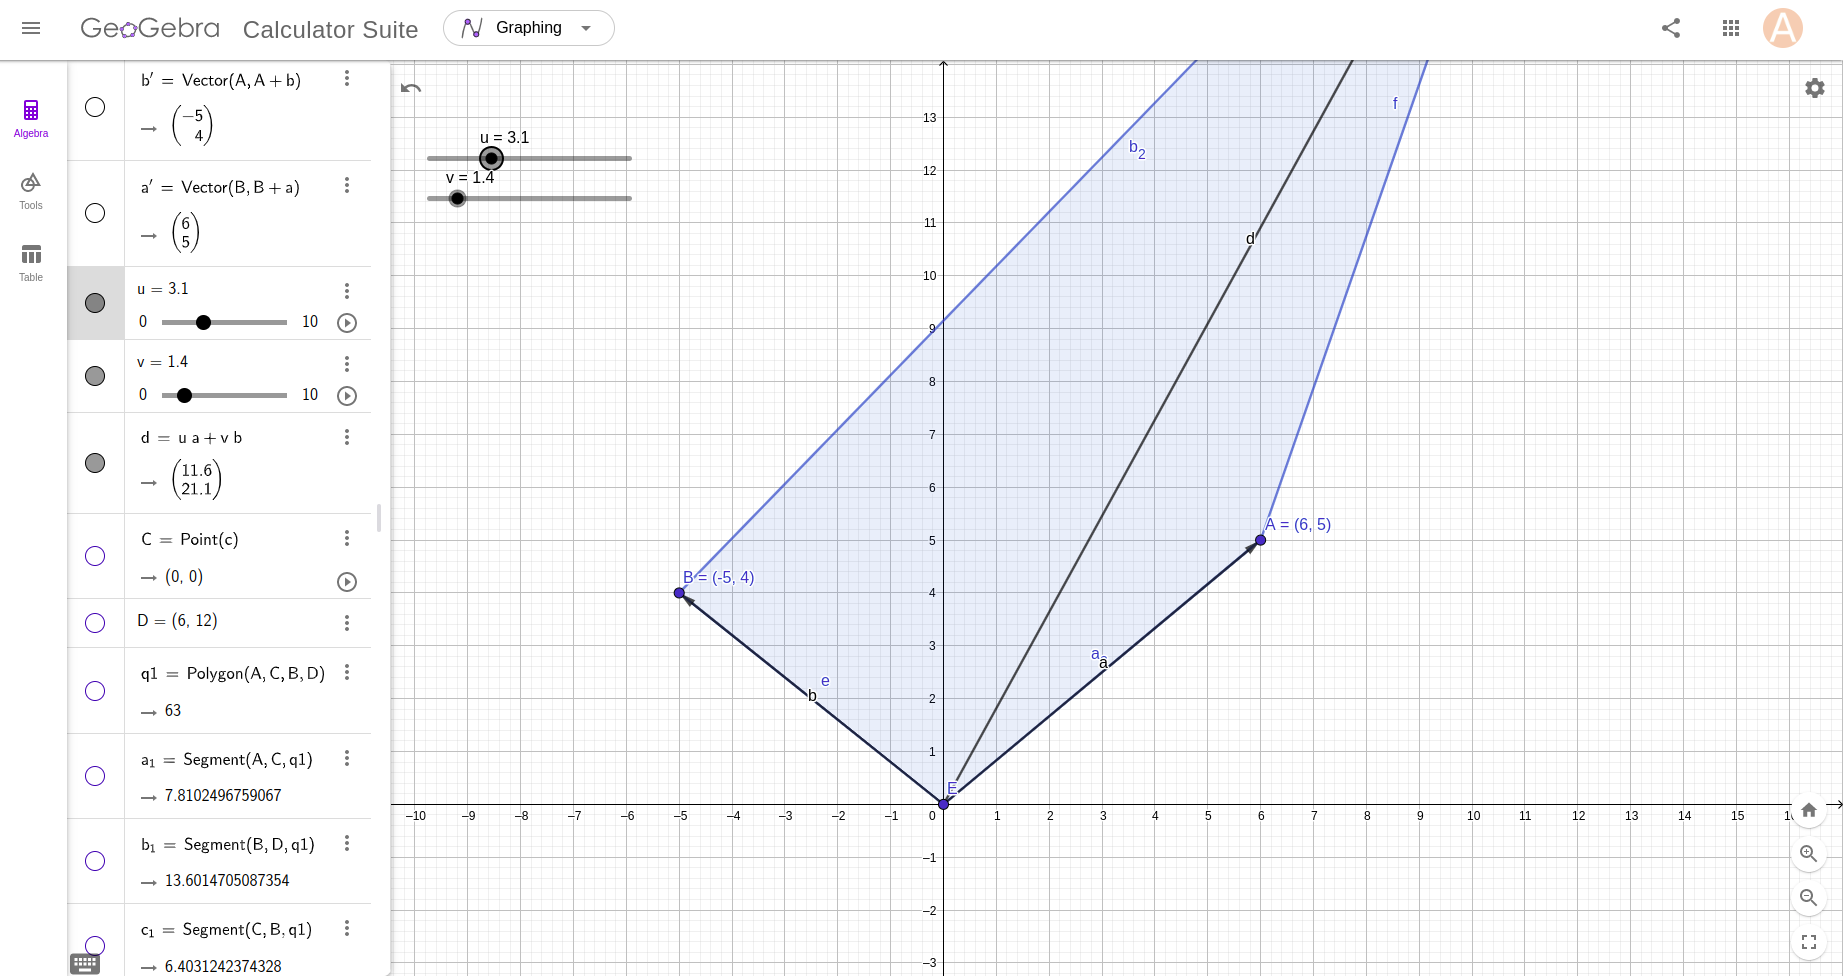 GeoGebra Calculator Suite Graphing
A
Algebra
Tools
Table
b′ = Vector(A, A + b)
→ (−5
4)
a′ = Vector(B, B + a)
→ (6
5)
u = 3.1
0 10
v = 1.4
0 10
d = u a + v b
→ (11.6
21.1)
C = Point(c)
→ (0, 0)
D = (6, 12)
q1 = Polygon(A, C, B, D)
→ 63
a₁ = Segment(A, C, q1)
→ 7.8102496759067
b₁ = Segment(B, D, q1)
→ 13.6014705087354
c₁ = Segment(C, B, q1)
→ 6.4031242374328
u = 3.1
v = 1.4
f
b₂
d
A = (6, 5)
B = (-5, 4)
a
a
e
b
E
13
12
11
10
9
8
7
6
5
4
3
2
1
−10 −9 −8 −7 −6 −5 −4 −3 −2 −1 0 1 2 3 4 5 6 7 8 9 10 11 12 13 14 15
−1
−2
−3